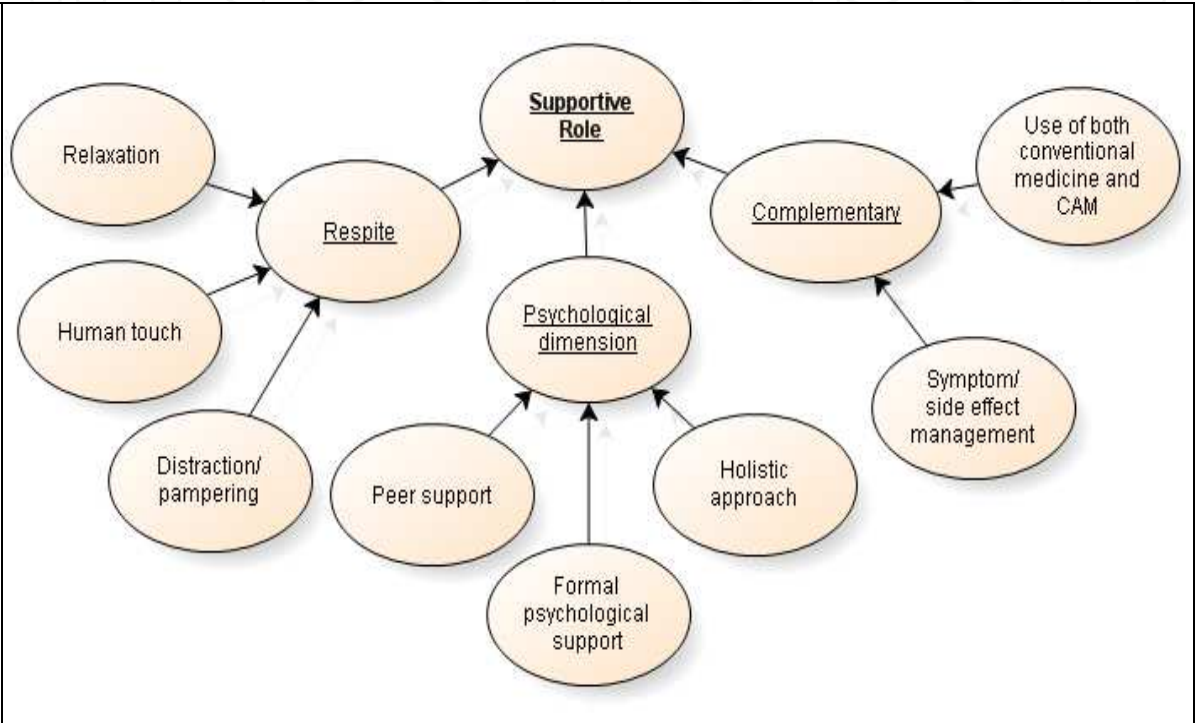 Supportive
Role
Relaxation
Respite
Human touch
Distraction/
pampering
Psychological
dimension
Peer support
Formal
psychological
support
Holistic
approach
Complementary
Use of both
conventional
medicine and
CAM
Symptom/
side effect
management